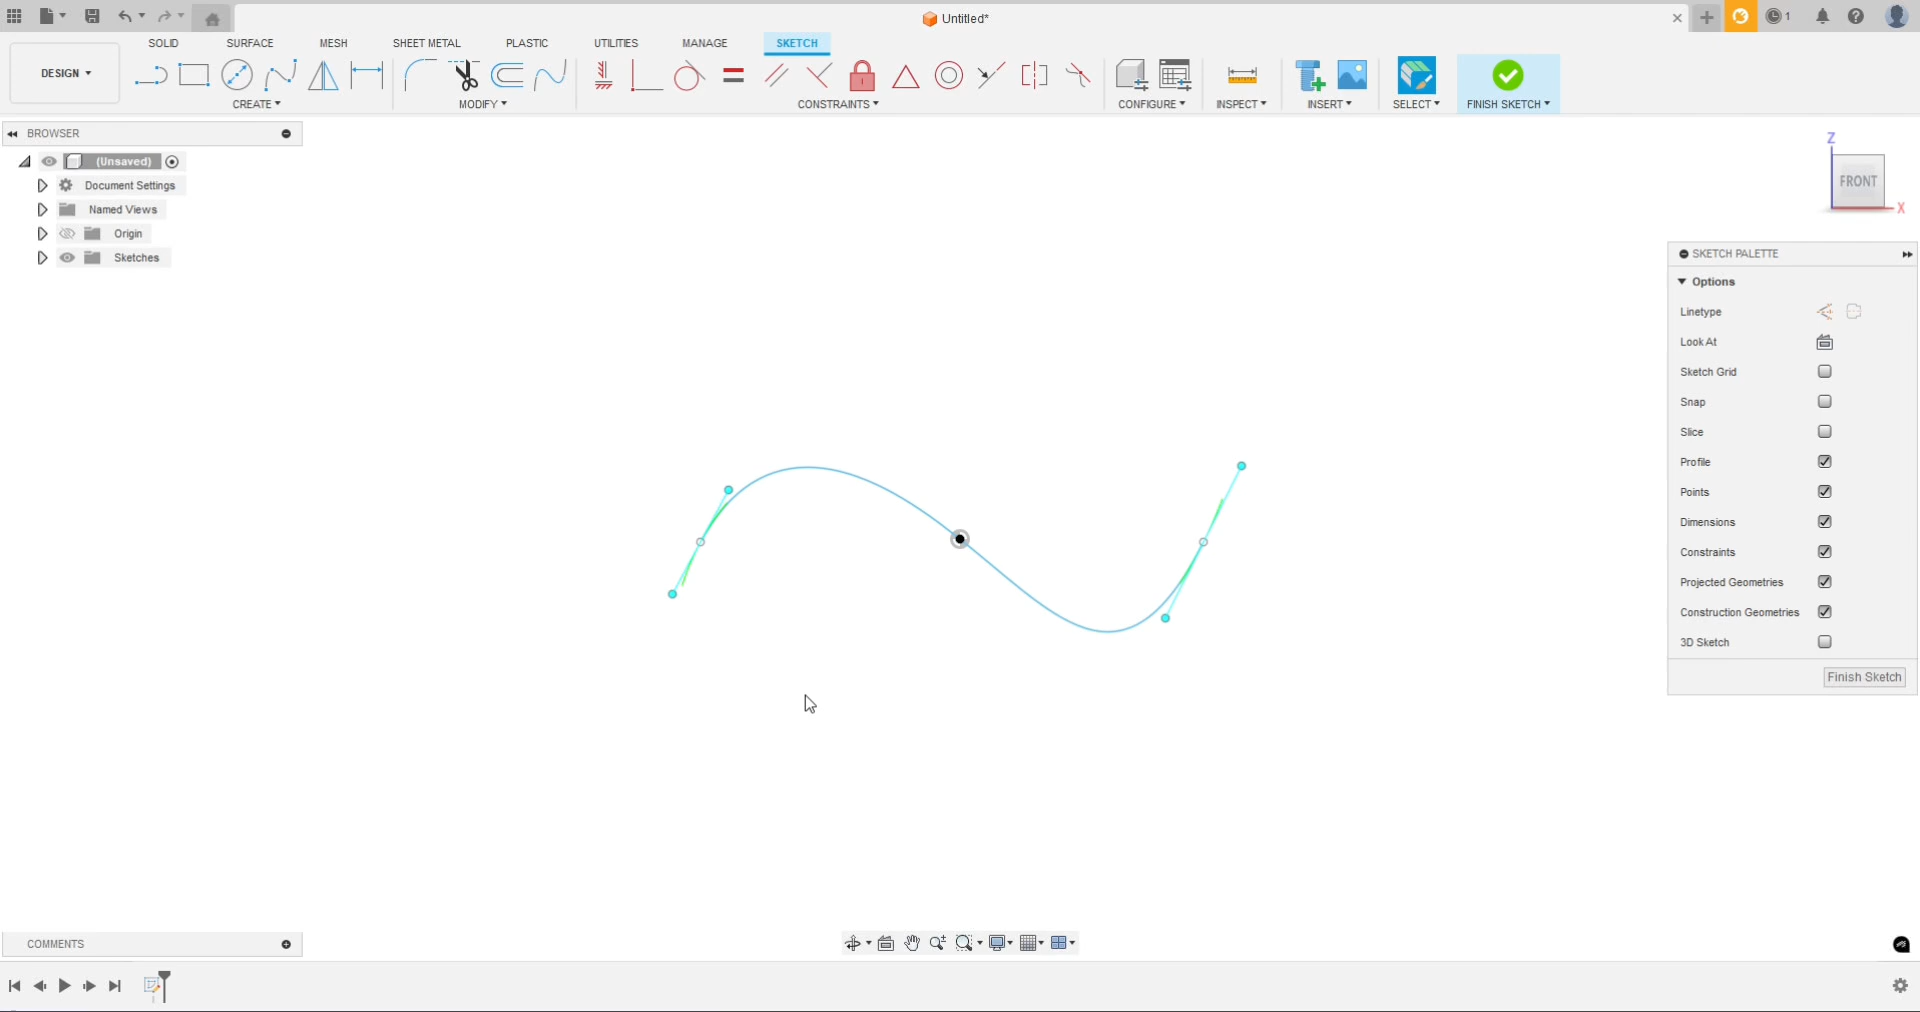 Untitled*
1
SOLID SURFACE MESH SHEET METAL PLASTIC UTILITIES MANAGE SKETCH
DESIGN
CREATE MODIFY CONSTRAINTS CONFIGURE INSPECT INSERT SELECT FINISH SKETCH
BROWSER
(Unsaved)
Document Settings
Named Views
Origin
Sketches
Z
FRONT
X
SKETCH PALETTE
Options
Linetype
Look At
Sketch Grid
Snap
Slice
Profile
Points
Dimensions
Constraints
Projected Geometries
Construction Geometries
3D Sketch
Finish Sketch
COMMENTS